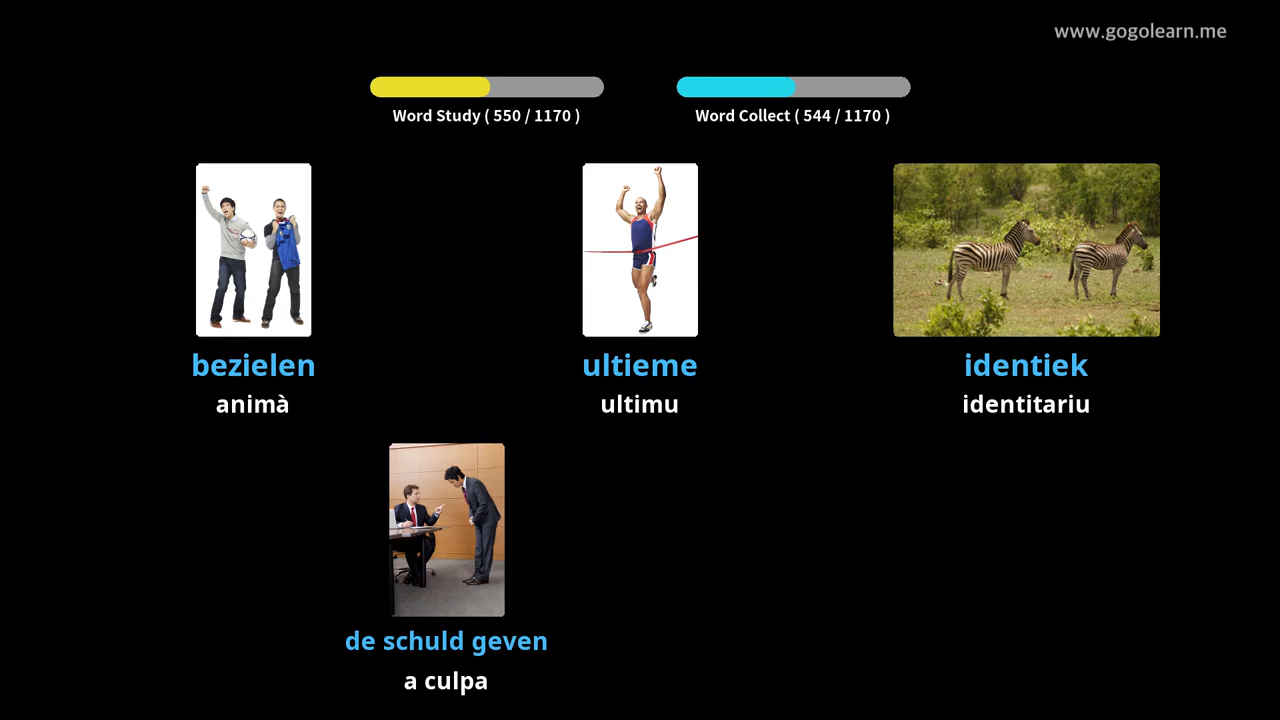 www.gogolearn.me
Word Study ( 550 / 1170 )
Word Collect ( 544 / 1170 )
bezielen
animà
ultieme
ultimu
identiek
identitariu
de schuld geven
a culpa